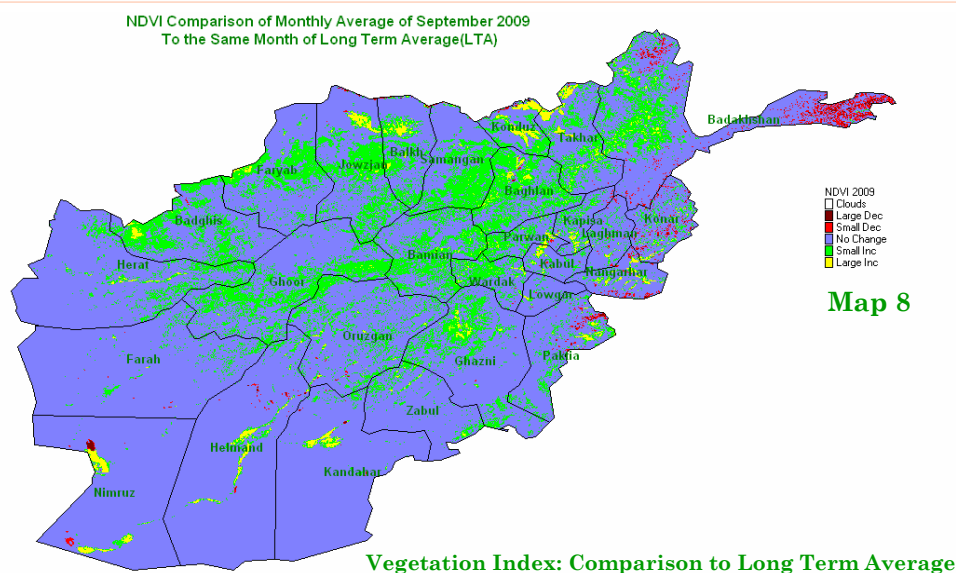 NDVI Comparison of Monthly Average of September 2009
To the Same Month of Long Term Average(LTA)
Badakhshan
Konduz
Takhar
Balkh
Samangan
Jowzjan
Faryab
Baghlan
Badghis
Kapisa
Konar
Laghman
Parwan
Bamian
Herat
Kabul
Nangarhar
Ghoor
Wardak
Lowgar
Oruzgan
Farah
Ghazni
Paktia
Zabul
Helmand
Kandahar
Nimruz
NDVI 2009
Clouds
Large Dec
Small Dec
No Change
Small Inc
Large Inc
Map 8
Vegetation Index: Comparison to Long Term Average